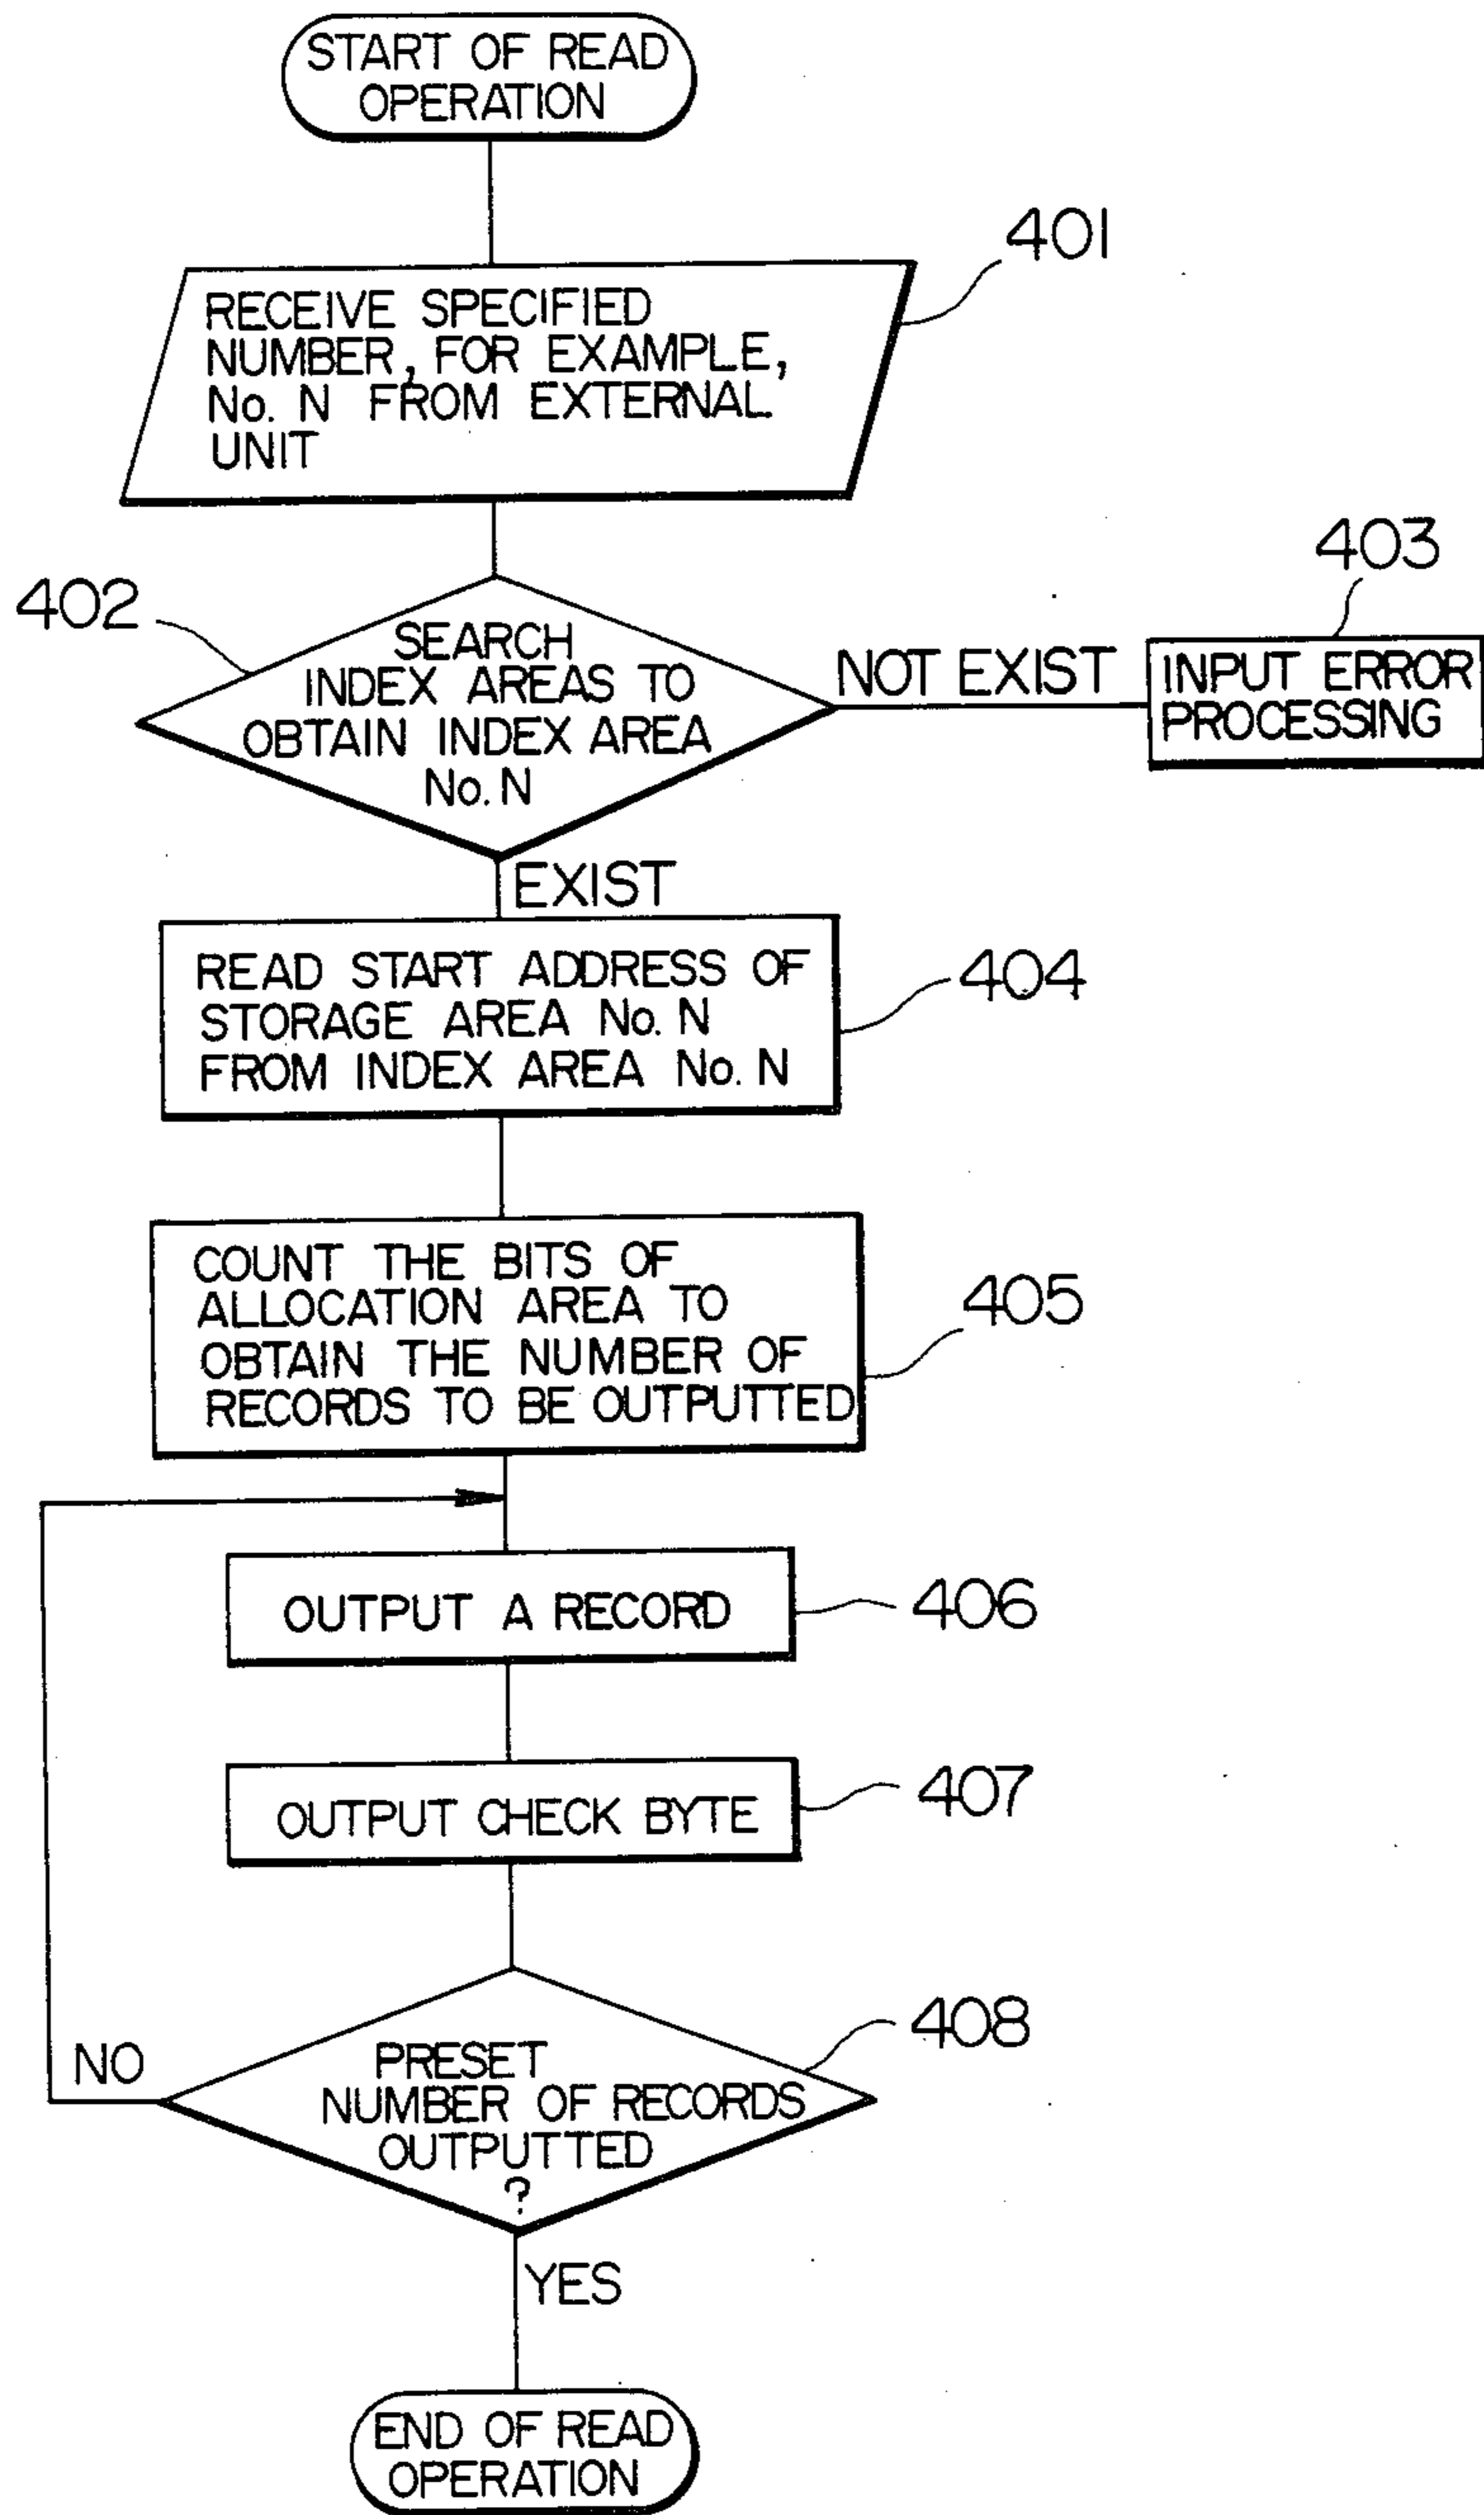 START OF READ
OPERATION
401
RECEIVE SPECIFIED
NUMBER, FOR EXAMPLE,
No. N FROM EXTERNAL
UNIT
402
403
SEARCH
INDEX AREAS TO
OBTAIN INDEX AREA
No. N
NOT EXIST
INPUT ERROR
PROCESSING
EXIST
READ START ADDRESS OF
STORAGE AREA No. N
FROM INDEX AREA No. N
404
COUNT THE BITS OF
ALLOCATION AREA TO
OBTAIN THE NUMBER OF
RECORDS TO BE OUTPUTTED
405
OUTPUT A RECORD
406
OUTPUT CHECK BYTE
407
408
NO
PRESET
NUMBER OF RECORDS
OUTPUTTED
?
YES
END OF READ
OPERATION